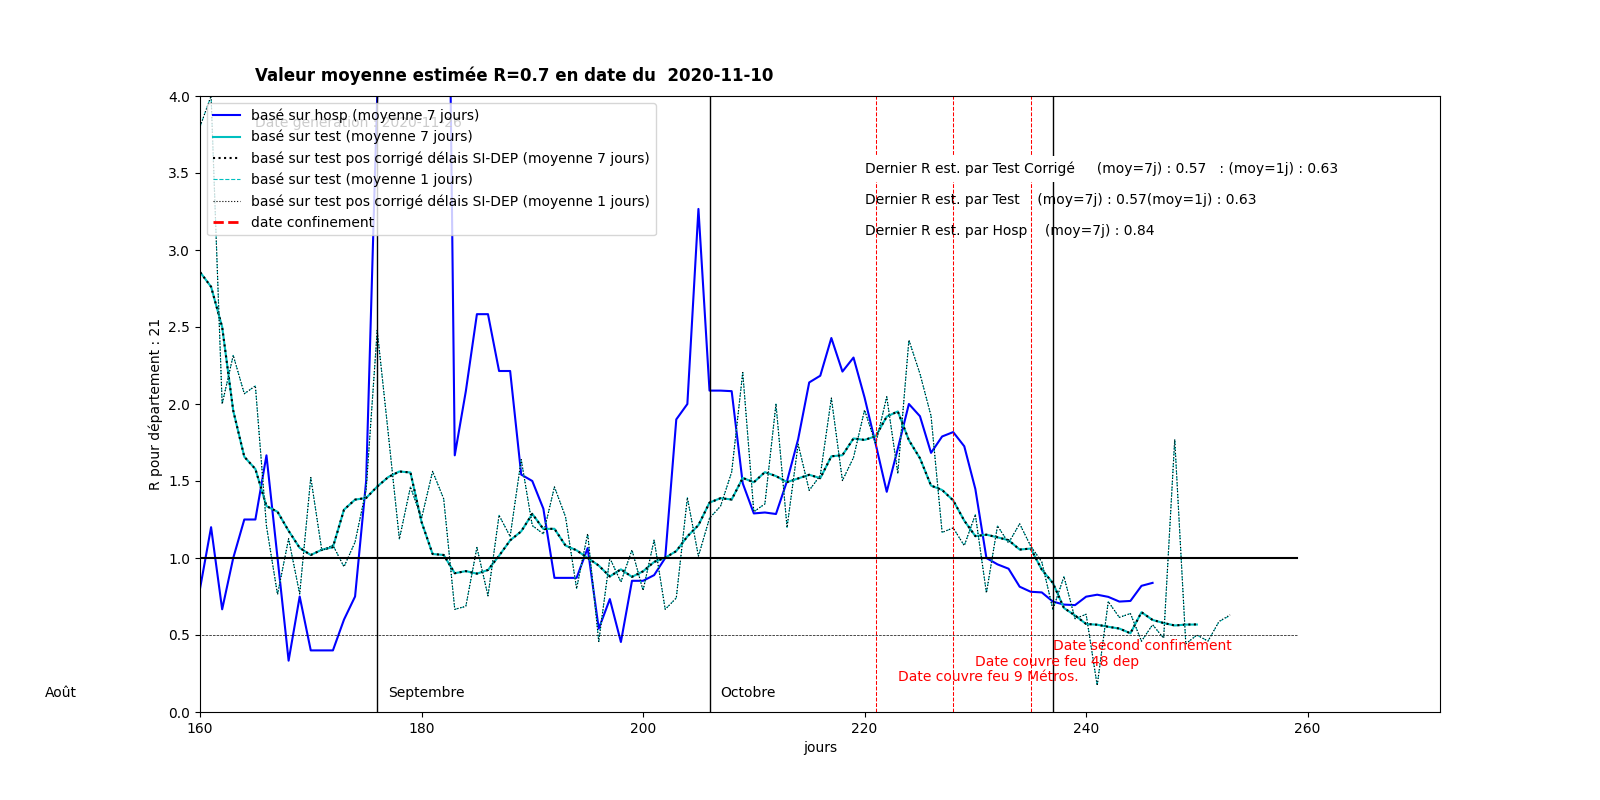 Valeur moyenne estimée R=0.7 en date du  2020-11-10
Date génération : 2020-11-26
basé sur hosp (moyenne 7 jours)
basé sur test (moyenne 7 jours)
basé sur test pos corrigé délais SI-DEP (moyenne 7 jours)
basé sur test (moyenne 1 jours)
basé sur test pos corrigé délais SI-DEP (moyenne 1 jours)
date confinement
Dernier R est. par Test Corrigé (moy=7j) : 0.57 : (moy=1j) : 0.63
Dernier R est. par Test (moy=7j) : 0.57(moy=1j) : 0.63
Dernier R est. par Hosp (moy=7j) : 0.84
4.0
3.5
3.0
2.5
2.0
1.5
1.0
0.5
0.0
R pour département : 21
Date second confinement
Date couvre feu 48 dep
Date couvre feu 9 Métros.
Août
Septembre
Octobre
160
180
200
220
240
260
jours